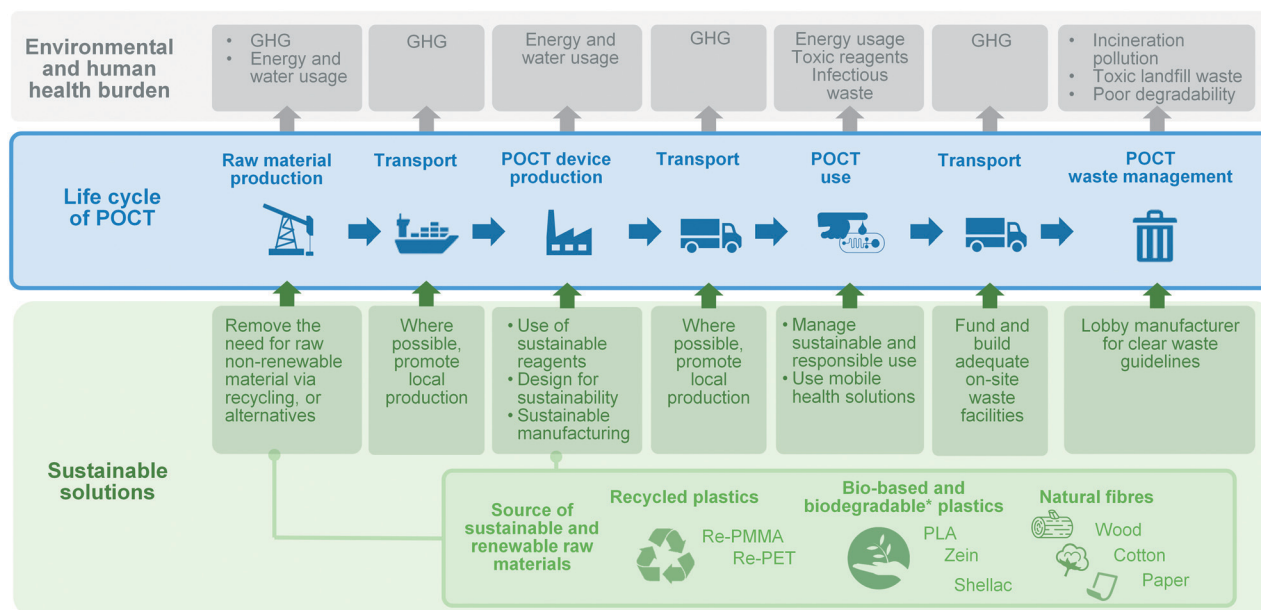 Environmental
and human
health burden
• GHG
• Energy and
water usage
GHG
Energy and
water usage
GHG
Energy usage
Toxic reagents
Infectious
waste
GHG
• Incineration
pollution
• Toxic landfill waste
• Poor degradability
Life cycle
of POCT
Raw material
production
Transport
POCT device
production
Transport
POCT
use
Transport
POCT
waste management
Sustainable
solutions
Remove the
need for raw
non-renewable
material via
recycling, or
alternatives
Where
possible,
promote
local
production
• Use of
sustainable
reagents
• Design for
sustainability
• Sustainable
manufacturing
Where
possible,
promote
local
production
• Manage
sustainable and
responsible use
• Use mobile
health solutions
Fund and
build
adequate
on-site
waste
facilities
Lobby manufacturer
for clear waste
guidelines
Source of
sustainable and
renewable raw
materials
Recycled plastics
Re-PMMA
Re-PET
Bio-based and
biodegradable* plastics
PLA
Zein
Shellac
Natural fibres
Wood
Cotton
Paper